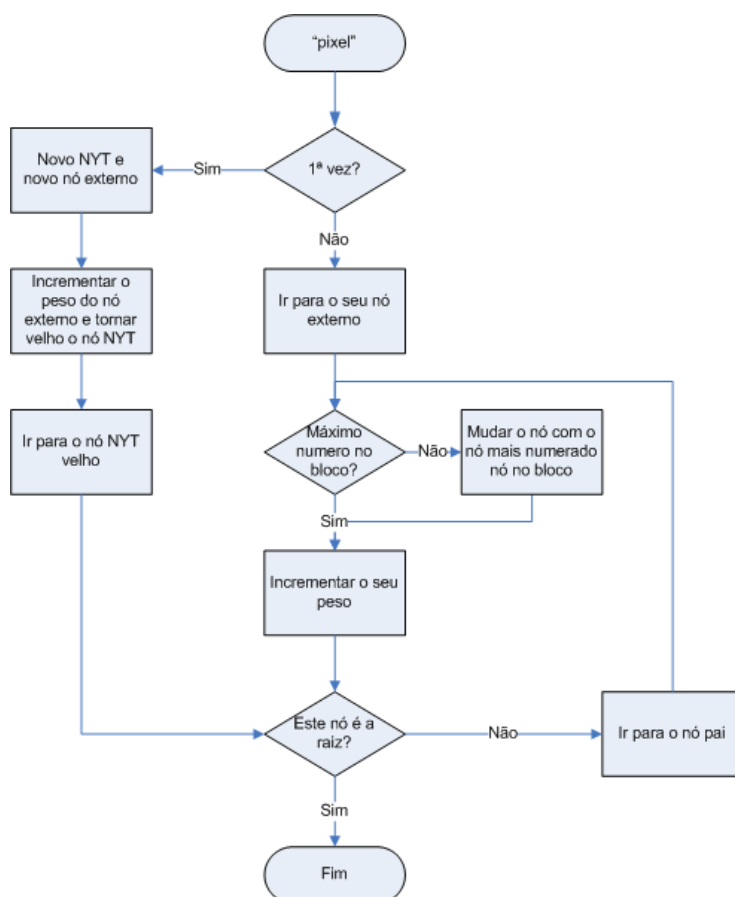 “pixel”
1ª vez?
Sim
Novo NYT e
novo nó externo
Não
Incrementar o
peso do nó
externo e tornar
velho o nó NYT
Ir para o seu nó
externo
Ir para o nó NYT
velho
Máximo
numero no
bloco?
Não
Mudar o nó com o
nó mais numerado
nó no bloco
Sim
Incrementar o seu
peso
Este nó é a
raiz?
Não
Ir para o nó pai
Sim
Fim